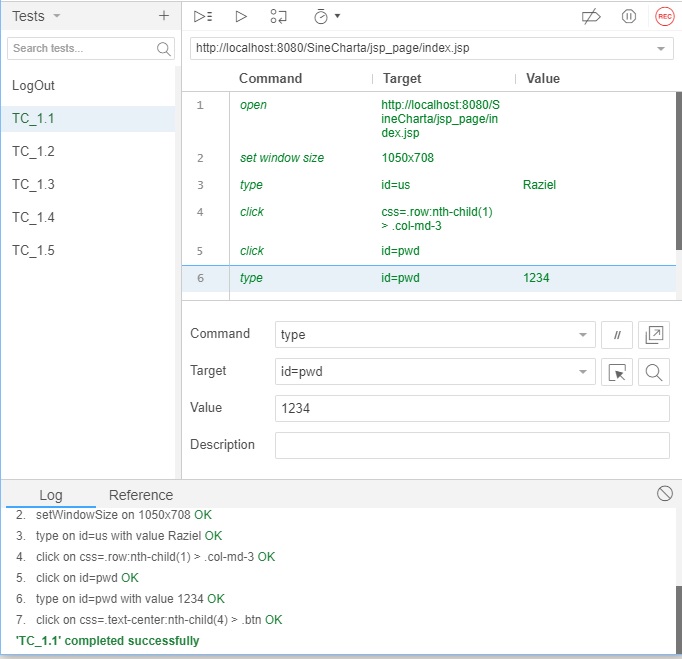 Tests +
REC
Search tests...
http://localhost:8080/SineCharta/jsp_page/index.jsp
LogOut
TC_1.1
TC_1.2
TC_1.3
TC_1.4
TC_1.5
Command Target Value
1 open http://localhost:8080/S
ineCharta/jsp_page/in
dex.jsp
2 set window size 1050x708
3 type id=us Raziel
4 click css=.row:nth-child(1)
> .col-md-3
5 click id=pwd
6 type id=pwd 1234
Command type //
Target id=pwd
Value 1234
Description
Log Reference
2. setWindowSize on 1050x708 OK
3. type on id=us with value Raziel OK
4. click on css=.row:nth-child(1) > .col-md-3 OK
5. click on id=pwd OK
6. type on id=pwd with value 1234 OK
7. click on css=.text-center:nth-child(4) > .btn OK
'TC_1.1' completed successfully